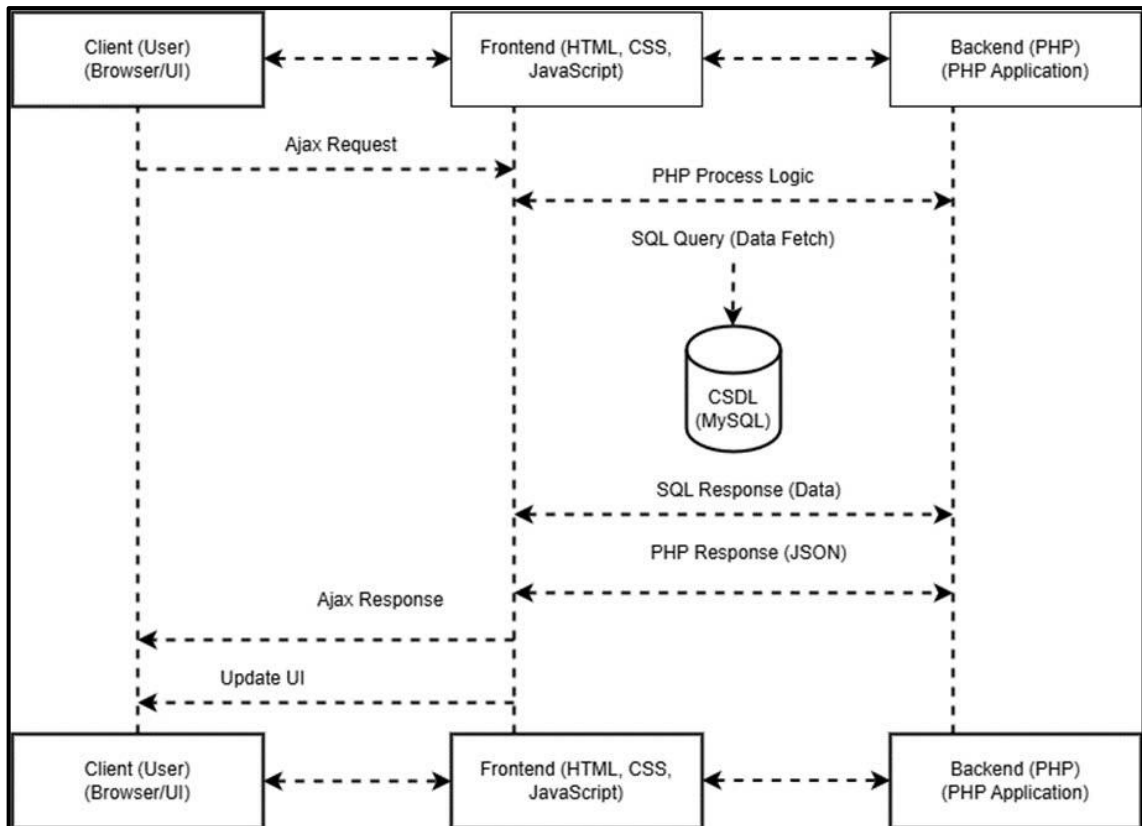 Client (User)
(Browser/UI)
Frontend (HTML, CSS,
JavaScript)
Backend (PHP)
(PHP Application)
Ajax Request
PHP Process Logic
SQL Query (Data Fetch)
CSDL
(MySQL)
SQL Response (Data)
PHP Response (JSON)
Ajax Response
Update UI
Client (User)
(Browser/UI)
Frontend (HTML, CSS,
JavaScript)
Backend (PHP)
(PHP Application)